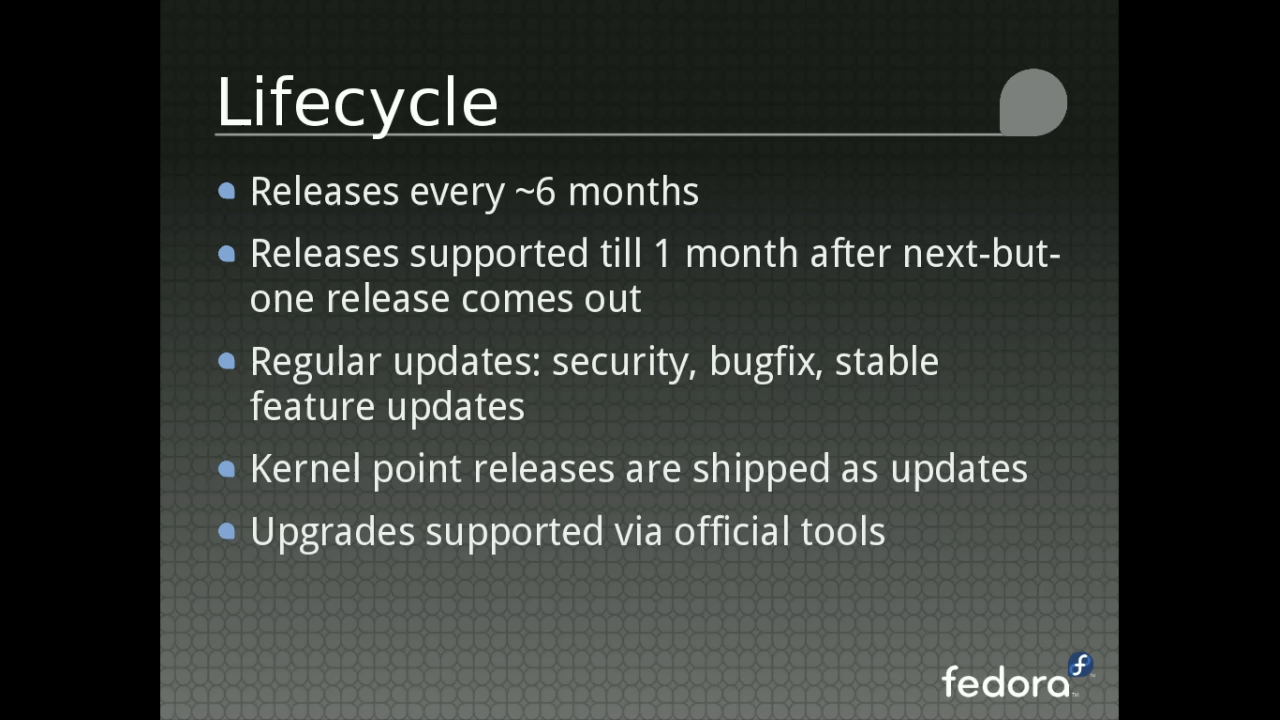 Lifecycle
Releases every ~6 months
Releases supported till 1 month after next-but-
one release comes out
Regular updates: security, bugfix, stable
feature updates
Kernel point releases are shipped as updates
Upgrades supported via official tools
fedora